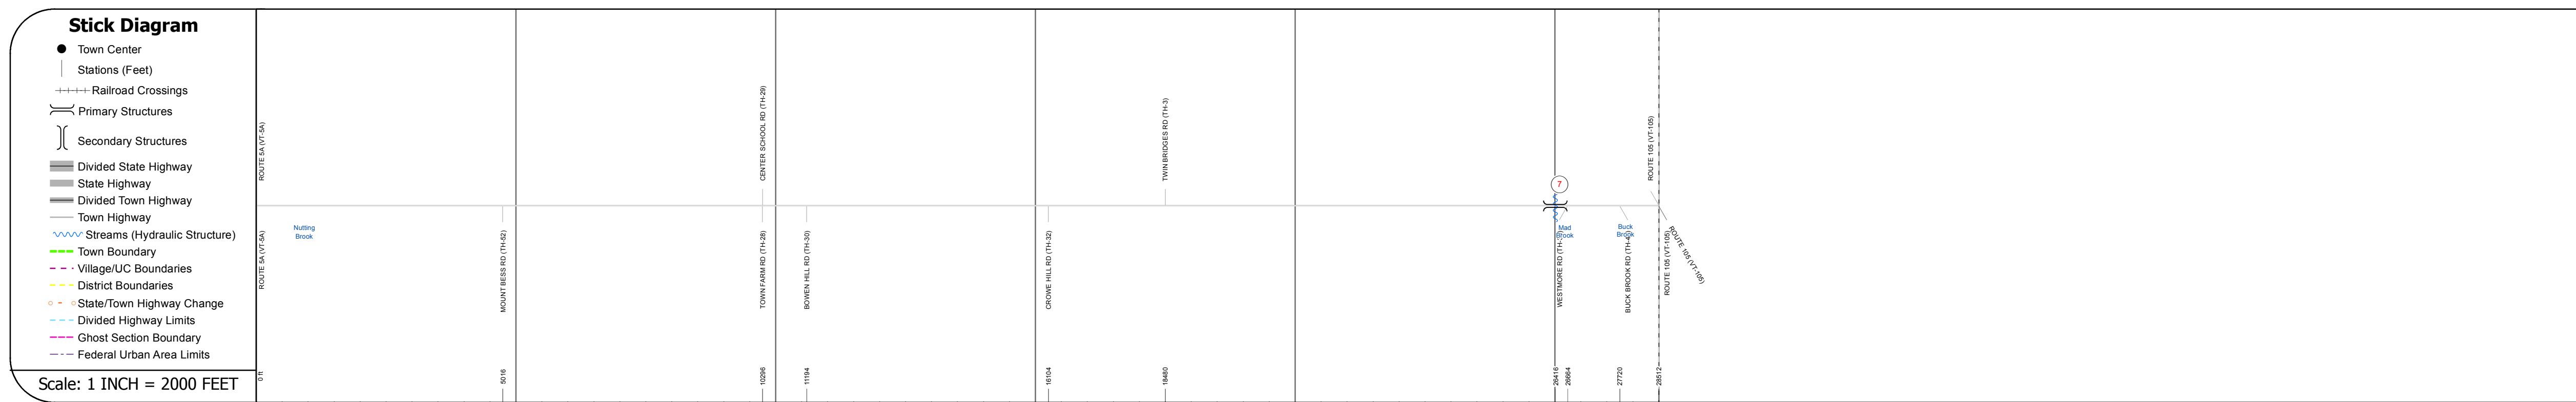 Stick Diagram
Town Center
Stations (Feet)
Railroad Crossings
Primary Structures
Secondary Structures
Divided State Highway
State Highway
Divided Town Highway
Town Highway
Streams (Hydraulic Structure)
Town Boundary
Village/UC Boundaries
District Boundaries
State/Town Highway Change
Divided Highway Limits
Ghost Section Boundary
Federal Urban Area Limits
Scale: 1 INCH = 2000 FEET
ROUTE 5A (VT-5A)
CENTER SCHOOL RD (TH-29)
TWIN BRIDGES RD (TH-3)
ROUTE 105 (VT-105)
7
Nutting
Brook
Mad
Brook
Buck
Brook
ROUTE 5A (VT-5A)
MOUNT BESS RD (TH-52)
TOWN FARM RD (TH-28)
BOWEN HILL RD (TH-30)
CROWE HILL RD (TH-32)
WESTMORE RD
BUCK BROOK RD
ROUTE 105 (VT-105)
ROUTE 105 (VT-105)
0 ft
5016
10296
11194
16104
18480
26416
26664
27720
28512